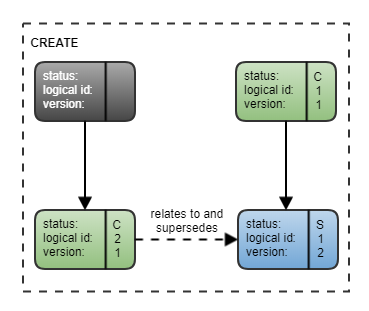 CREATE
status:
logical id:
version:
status: C
logical id: 1
version: 1
relates to and
supersedes
status: C
logical id: 2
version: 1
status: S
logical id: 1
version: 2